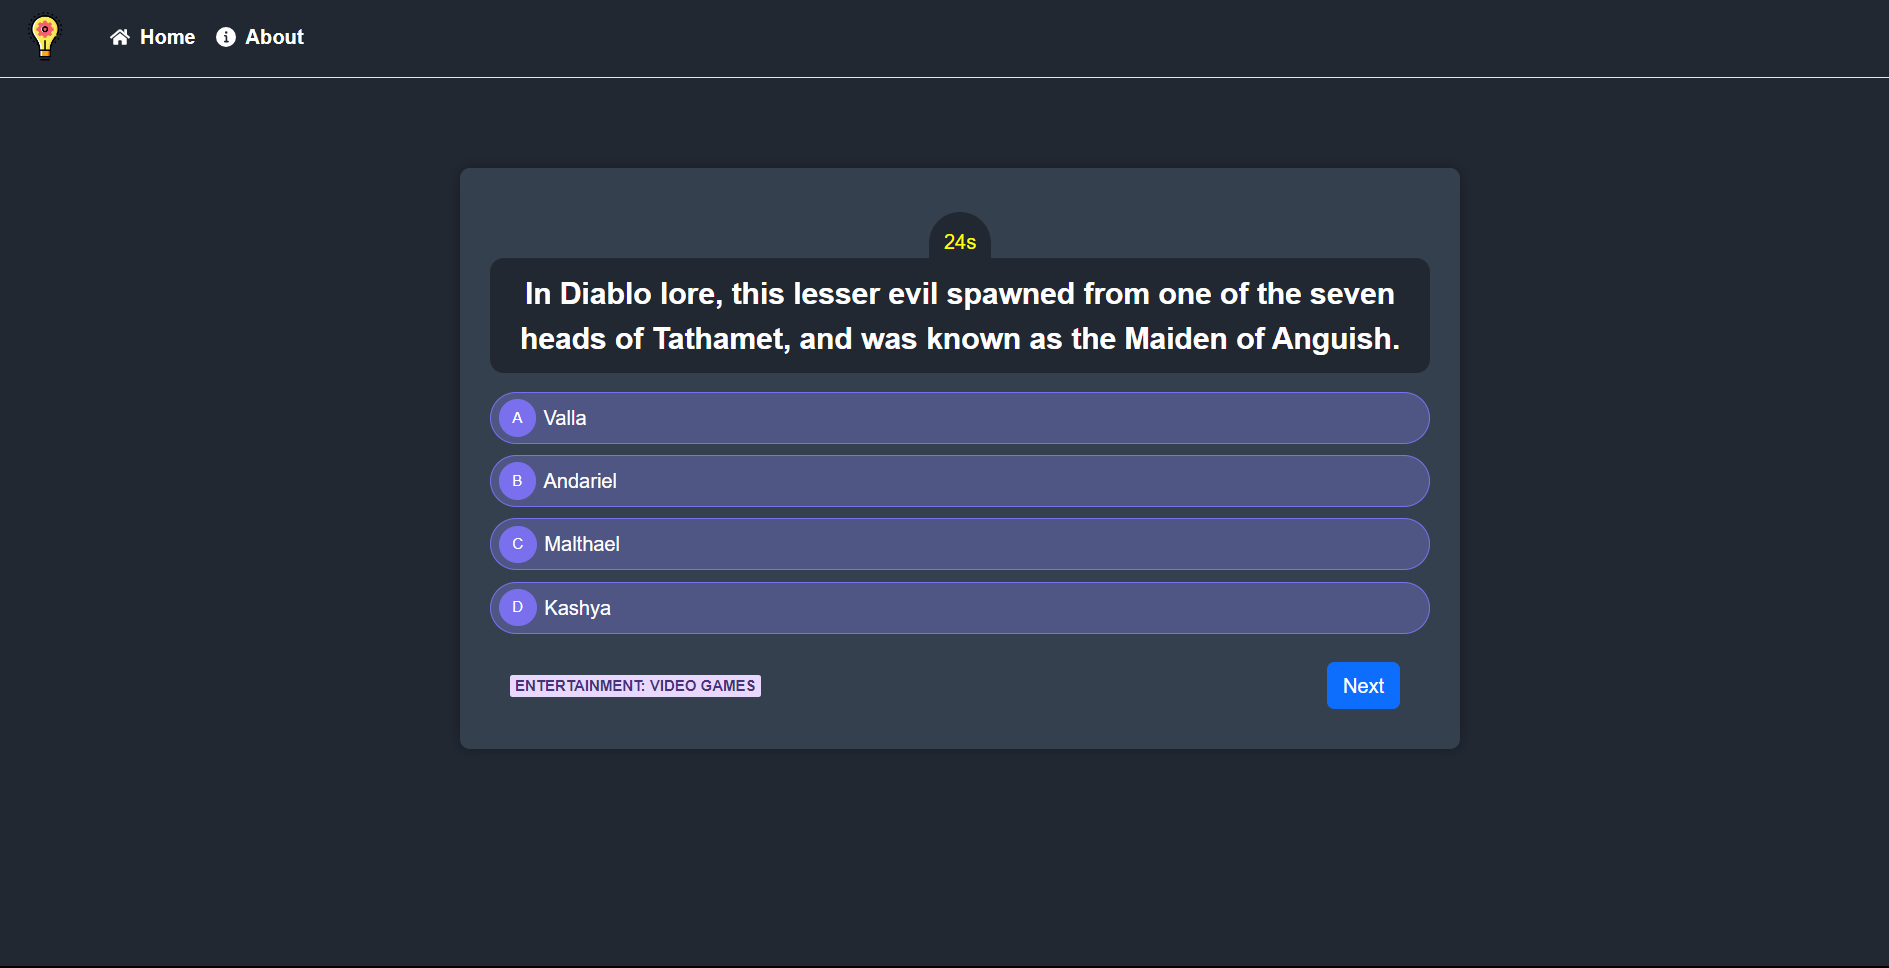 Home About
24s
In Diablo lore, this lesser evil spawned from one of the seven
heads of Tathamet, and was known as the Maiden of Anguish.
A Valla
B Andariel
C Malthael
D Kashya
ENTERTAINMENT: VIDEO GAMES Next